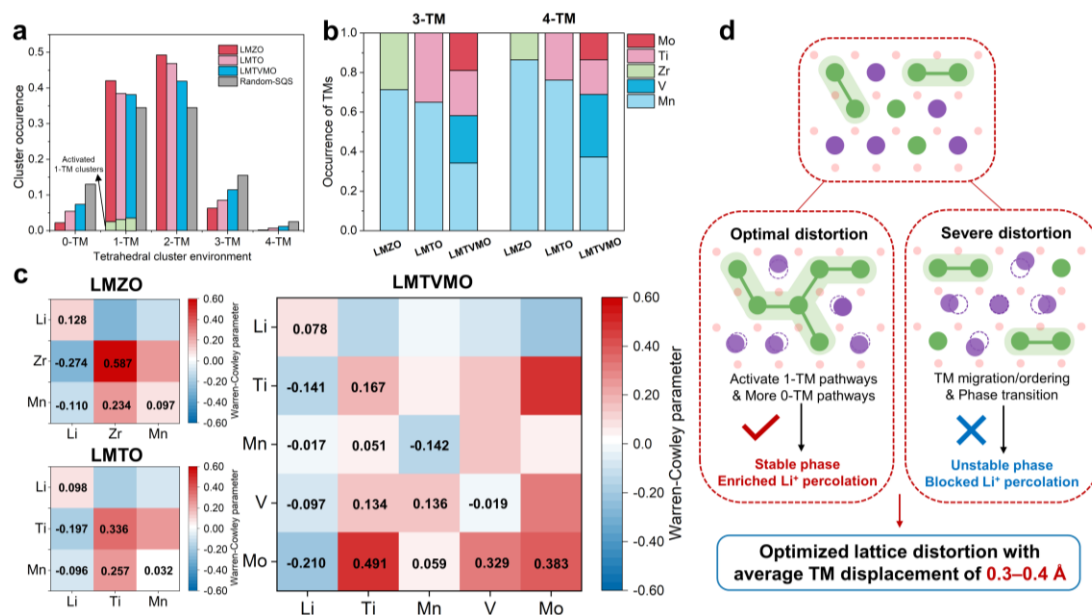 a
0.5
0.4
0.3
0.2
0.1
0.0
Cluster occurence
LMZO
LMTO
LMTVMO
Random-SQS
Activated
1-TM clusters
0-TM
1-TM
2-TM
3-TM
4-TM
Tetrahedral cluster environment
b
3-TM
4-TM
1.0
0.8
0.6
0.4
0.2
0.0
Occurrence of TMs
LMZO
LMTO
LMTVMO
LMZO
LMTO
LMTVMO
Mo
Ti
Zr
V
Mn
c
LMZO
Li
0.128
Zr
-0.274
0.587
Mn
-0.110
0.234
0.097
Li
Zr
Mn
0.60
0.40
0.20
0.00
-0.20
-0.40
-0.60
Warren-Cowley parameter
LMTO
Li
0.098
Ti
-0.197
0.336
Mn
-0.096
0.257
0.032
Li
Ti
Mn
0.60
0.40
0.20
0.00
-0.20
-0.40
-0.60
Warren-Cowley parameter
LMTVMO
Li
0.078
Ti
-0.141
0.167
Mn
-0.017
0.051
-0.142
V
-0.097
0.134
0.136
-0.019
Mo
-0.210
0.491
0.059
0.329
0.383
Li
Ti
Mn
V
Mo
0.60
0.40
0.20
0.0
-0.20
-0.40
-0.60
Warren-Cowley parameter
d
Optimal distortion
Activate 1-TM pathways
& More 0-TM pathways
Stable phase
Enriched Li⁺ percolation
Severe distortion
TM migration/ordering
& Phase transition
Unstable phase
Blocked Li⁺ percolation
Optimized lattice distortion with
average TM displacement of 0.3–0.4 Å